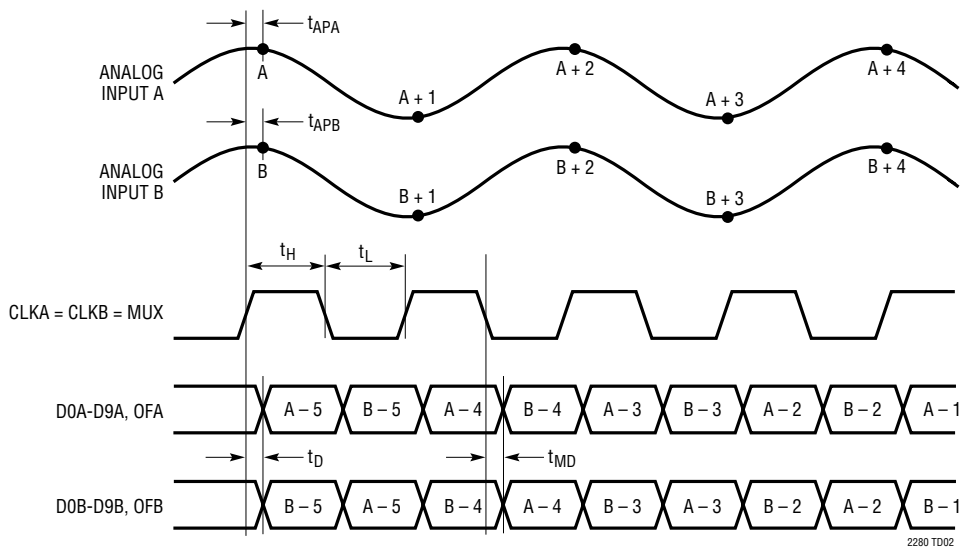 tAPA
ANALOG
INPUT A
A
A + 1
A + 2
A + 3
A + 4
tAPB
ANALOG
INPUT B
B
B + 1
B + 2
B + 3
B + 4
tH
tL
CLKA = CLKB = MUX
D0A-D9A, OFA
A – 5
B – 5
A – 4
B – 4
A – 3
B – 3
A – 2
B – 2
A – 1
tD
tMD
D0B-D9B, OFB
B – 5
A – 5
B – 4
A – 4
B – 3
A – 3
B – 2
A – 2
B – 1
2280 TD02